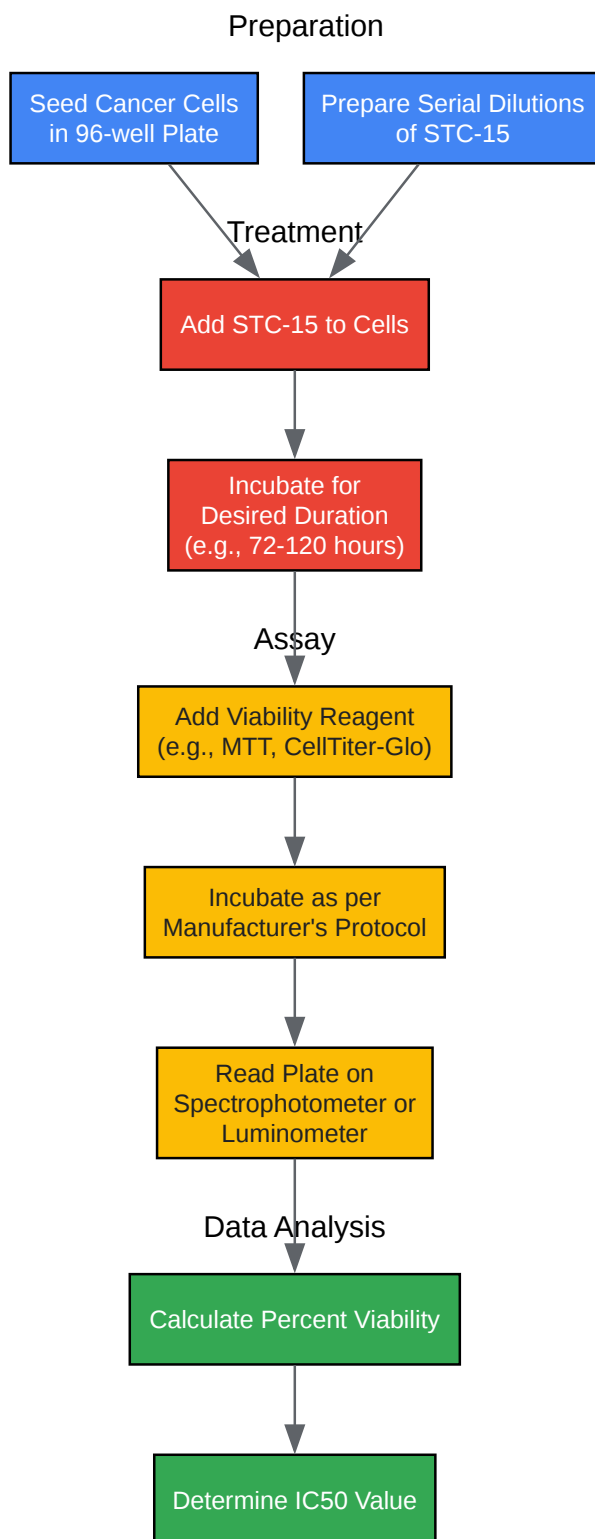 Preparation
Seed Cancer Cells
in 96-well Plate
Prepare Serial Dilutions
of STC-15
Treatment
Add STC-15 to Cells
Incubate for
Desired Duration
(e.g., 72-120 hours)
Assay
Add Viability Reagent
(e.g., MTT, CellTiter-Glo)
Incubate as per
Manufacturer's Protocol
Read Plate on
Spectrophotometer or
Luminometer
Data Analysis
Calculate Percent Viability
Determine IC50 Value